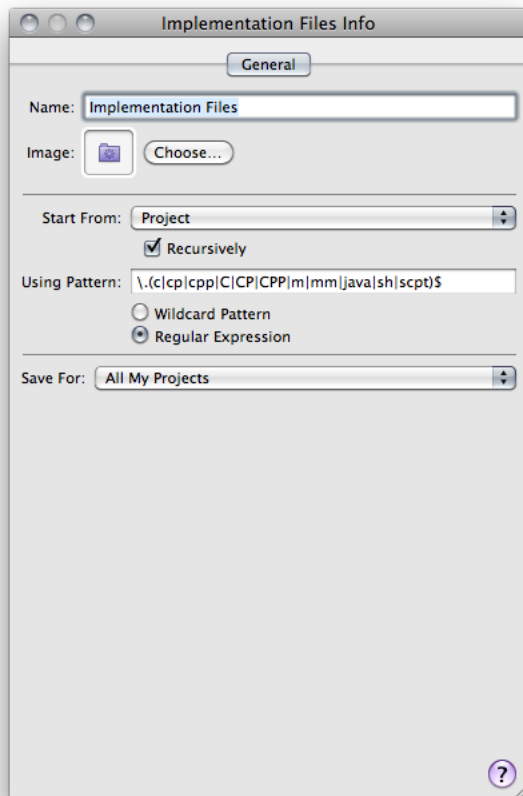 Implementation Files Info
General
Name: Implementation Files
Image: Choose...
Start From: Project
Recursively
Using Pattern: \.(c|cp|cpp|C|CP|CPP|m|mm|java|sh|scpt)$
Wildcard Pattern
Regular Expression
Save For: All My Projects
?